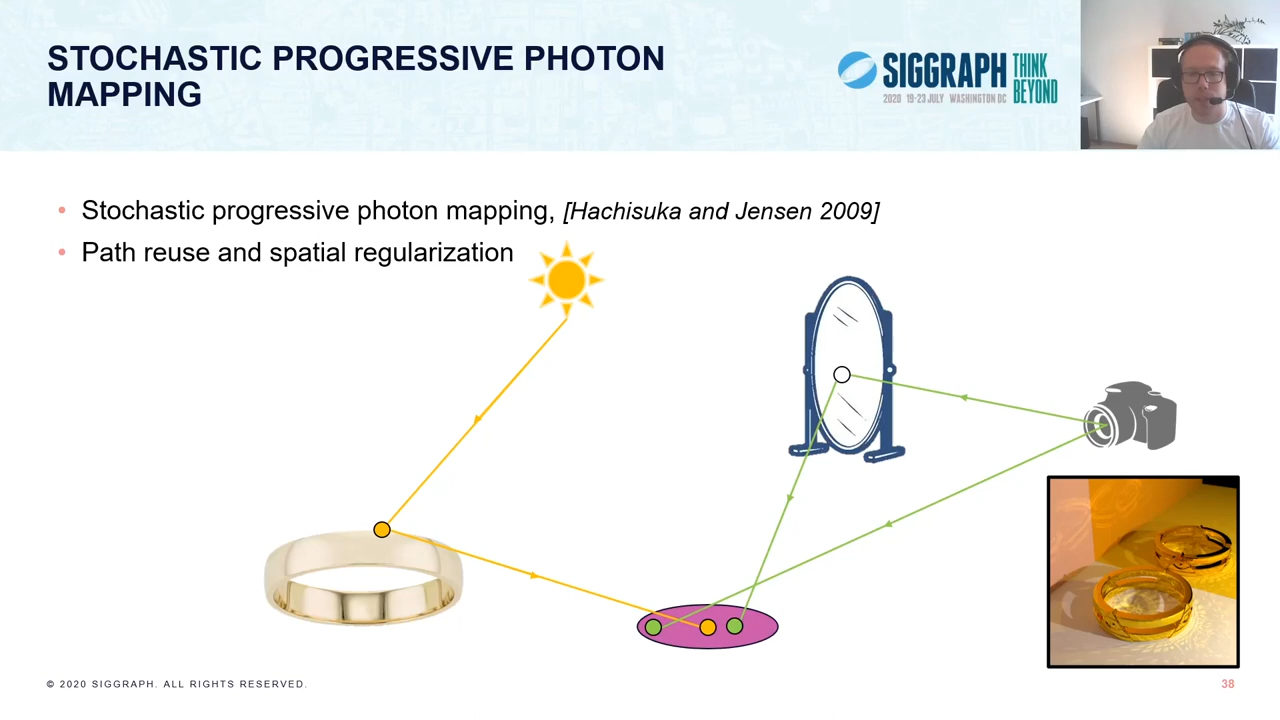 STOCHASTIC PROGRESSIVE PHOTON
MAPPING
SIGGRAPH
THINK
BEYOND
2020 19-23 JULY WASHINGTON DC
• Stochastic progressive photon mapping, [Hachisuka and Jensen 2009]
• Path reuse and spatial regularization
© 2020 SIGGRAPH. ALL RIGHTS RESERVED.
38